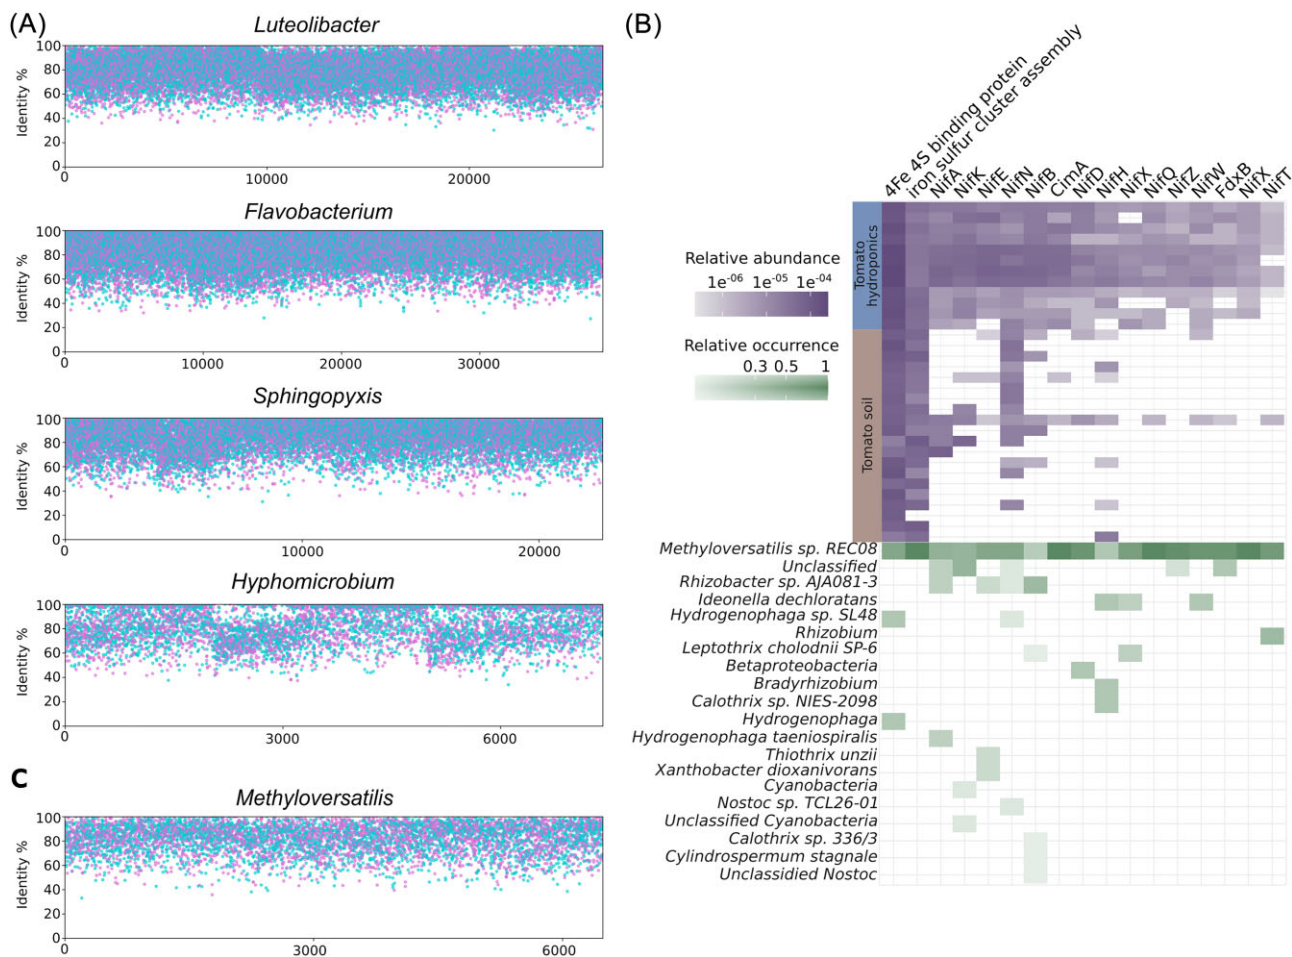 (A)
Luteolibacter
Identity %
100
80
60
40
20
0
0 10000 20000
Flavobacterium
Identity %
100
80
60
40
20
0
10000 20000 30000
Sphingopyxis
Identity %
100
80
60
40
20
0
0 10000 20000
Hyphomicrobium
Identity %
100
80
60
40
20
0
0 3000 6000
C
Methyloversatilis
Identity %
100
80
60
40
20
0
0 3000 6000
(B)
4Fe 4S binding protein
iron sulfur cluster assembly
NifA
NifK
NifE
NifN
NifB
CimA
NifD
NifH
NifX
NifQ
NifZ
NifW
FdxB
NifX
NifT
Relative abundance
1e-06 1e-05 1e-04
Relative occurrence
0.3 0.5 1
Tomato
hydroponics
Tomato soil
Methyloversatilis sp. REC08
Unclassified
Rhizobacter sp. AJA081-3
Ideonella dechloratans
Hydrogenophaga sp. SL48
Rhizobium
Leptothrix cholodnii SP-6
Betaproteobacteria
Bradyrhizobium
Calothrix sp. NIES-2098
Hydrogenophaga
Hydrogenophaga taeniospiralis
Thiothrix unzii
Xanthobacter dioxanivorans
Cyanobacteria
Nostoc sp. TCL26-01
Unclassified Cyanobacteria
Calothrix sp. 336/3
Cylindrospermum stagnale
Unclassidied Nostoc